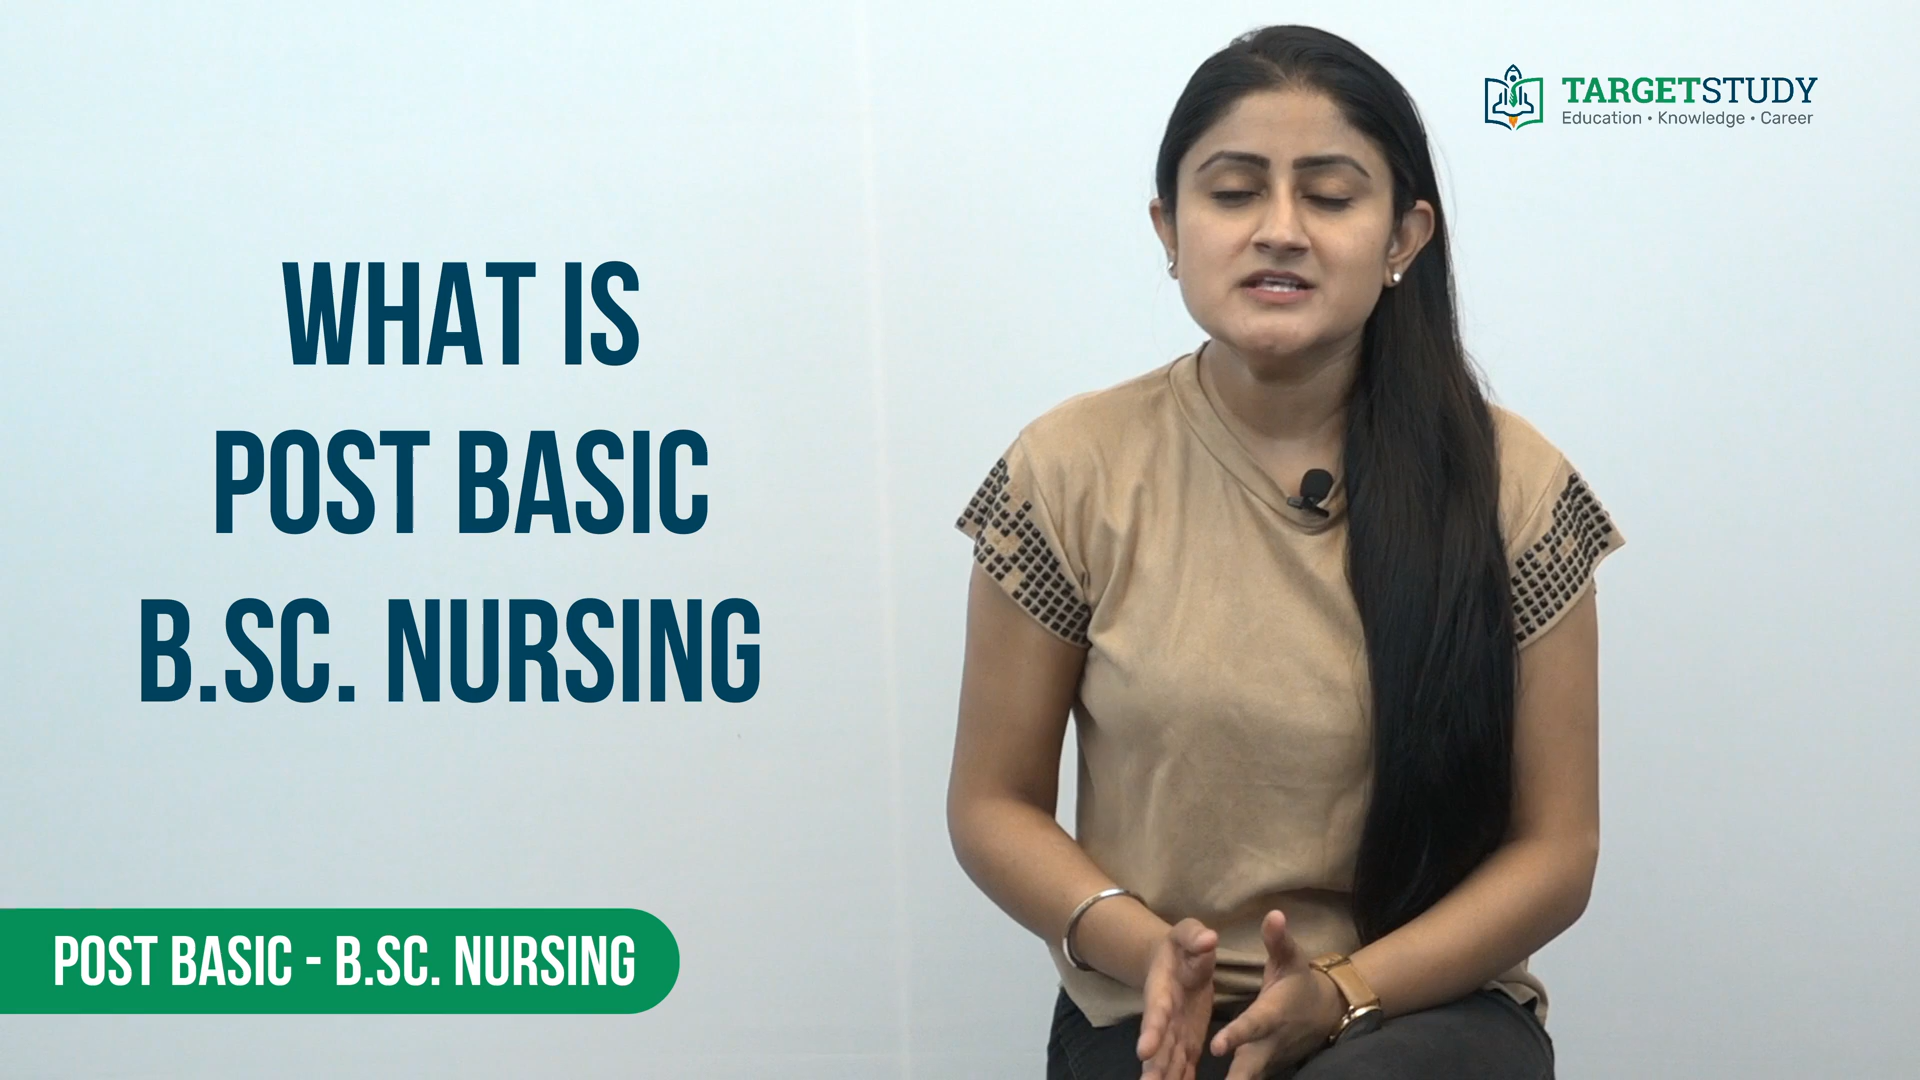 TARGETSTUDY
Education • Knowledge • Career
WHAT IS
POST BASIC
B.SC. NURSING
POST BASIC - B.SC. NURSING